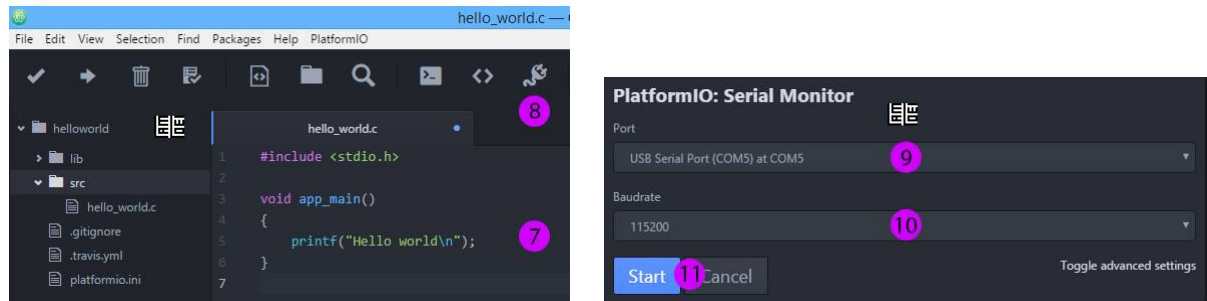 hello_world.c —
File Edit View Selection Find Packages Help PlatformIO
8
helloworld
lib
src
hello_world.c
.gitignore
.travis.yml
platformio.ini
hello_world.c
1 #include <stdio.h>
2
3 void app_main()
4 {
5 printf("Hello world\n");
6 }
7
7
PlatformIO: Serial Monitor
Port
USB Serial Port (COM5) at COM5
9
Baudrate
115200
10
Start
11
Cancel
Toggle advanced settings